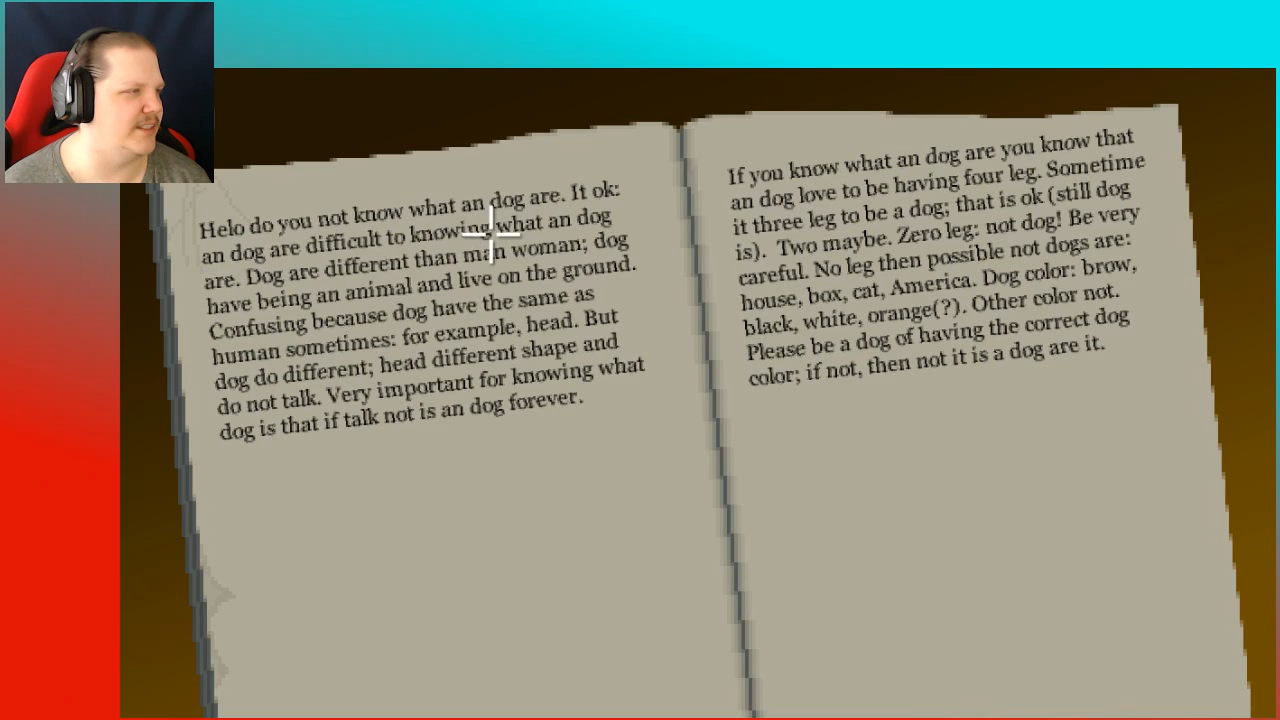 Helo do you not know what an dog are. It ok:
an dog are difficult to knowing what an dog
are. Dog are different than man woman; dog
have being an animal and live on the ground.
Confusing because dog have the same as
human sometimes: for example, head. But
dog do different; head different shape and
do not talk. Very important for knowing what
dog is that if talk not is an dog forever.
If you know what an dog are you know that
an dog love to be having four leg. Sometime
it three leg to be a dog; that is ok (still dog
is).  Two maybe. Zero leg: not dog! Be very
careful. No leg then possible not dogs are:
house, box, cat, America. Dog color: brow,
black, white, orange(?). Other color not.
Please be a dog of having the correct dog
color; if not, then not it is a dog are it.